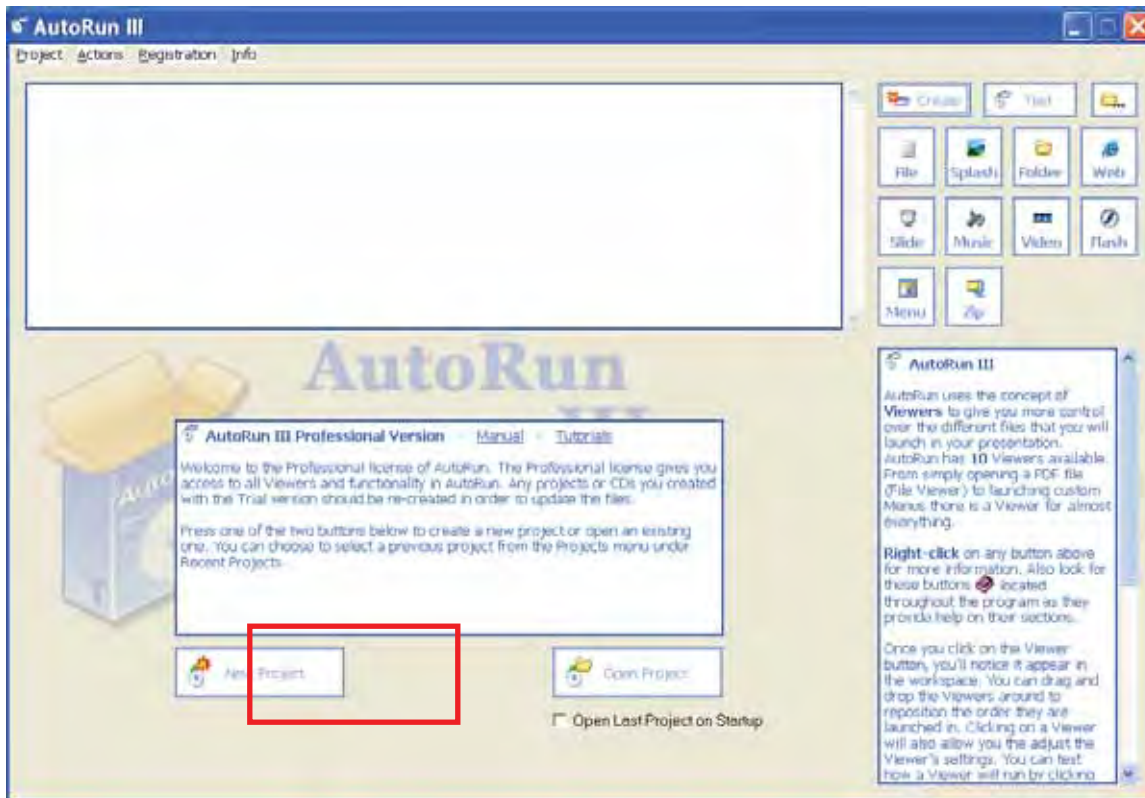 AutoRun III
Project Actions Registration Info
Create Test
File Splash Folder Web
Slide Music Video Flash
Menu Zip
AutoRun
III
Auto
AutoRun III Professional Version - Manual - Tutorials
Welcome to the Professional license of AutoRun. The Professional license gives you
access to all Viewers and functionality in AutoRun. Any projects or CDs you created
with the Trial version should be re-created in order to update the files.
Press one of the two buttons below to create a new project or open an existing
one. You can choose to select a previous project from the Projects menu under
Recent Projects.
New Project
Open Project
Open Last Project on Startup
AutoRun III
AutoRun uses the concept of
Viewers to give you more control
over the different files that you will
launch in your presentation.
AutoRun has 10 Viewers available.
From simply opening a PDF file
(File Viewer) to launching custom
Menus there is a Viewer for almost
everything.
Right-click on any button above
for more information. Also look for
these buttons located
throughout the program as they
provide help on their sections.
Once you click on the Viewer
button, you'll notice it appear in
the workspace. You can drag and
drop the Viewers around to
reposition the order they are
launched in. Clicking on a Viewer
will also allow you the adjust the
Viewer's settings. You can test
how a Viewer will run by clicking